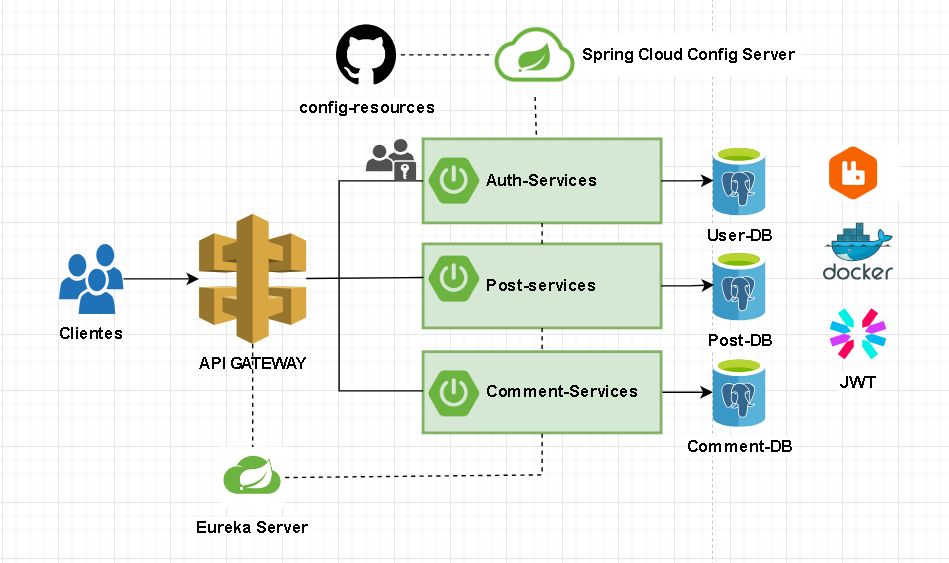 Spring Cloud Config Server
config-resources
Auth-Services
User-DB
Post-services
docker
Clientes
API GATEWAY
Post-DB
JWT
Comment-Services
Comment-DB
Eureka Server